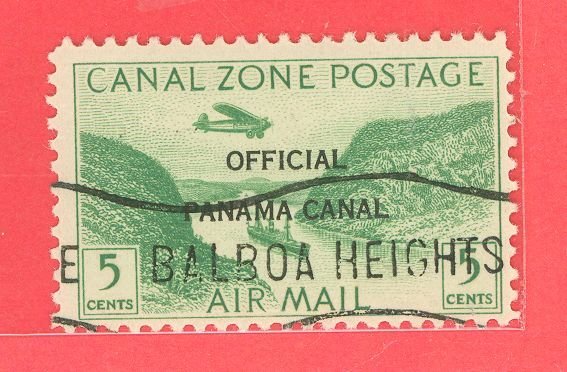 CANAL ZONE POSTAGE
OFFICIAL
PANAMA CANAL
E BALBOA HEIGHTS
5 CENTS
5 CENTS
AIR MAIL